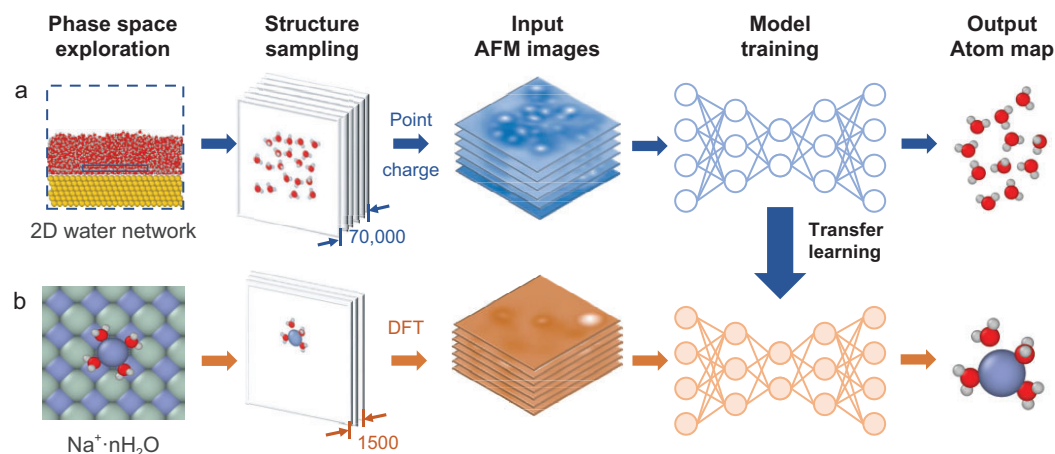 Phase space
exploration
Structure
sampling
Input
AFM images
Model
training
Output
Atom map
a
Point
charge
70,000
2D water network
Transfer
learning
b
DFT
1500
Na⁺·nH₂O